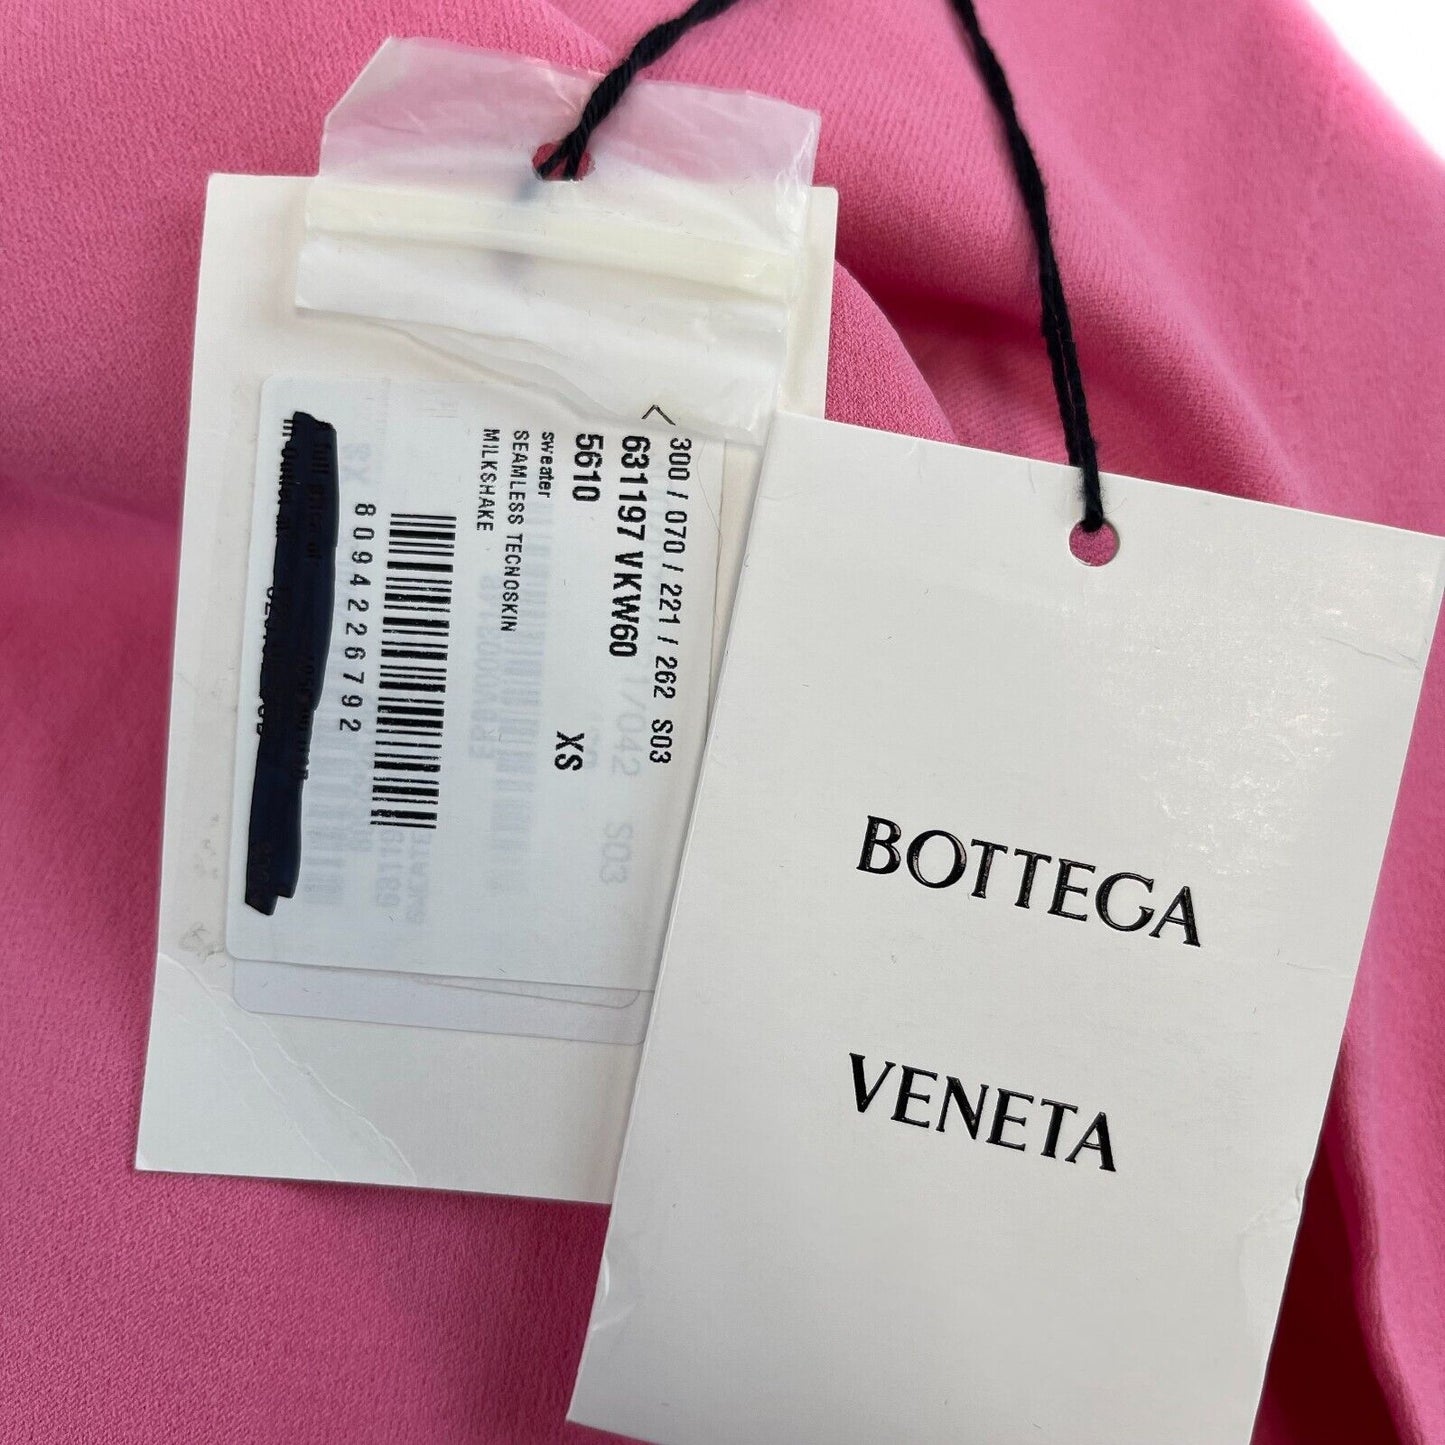 300 / 070 / 221 / 262 S03
631197 VKW60
5610 XS
sweater
SEAMLESS TECNOSKIN
MILKSHAKE
8094226792
BOTTEGA
VENETA